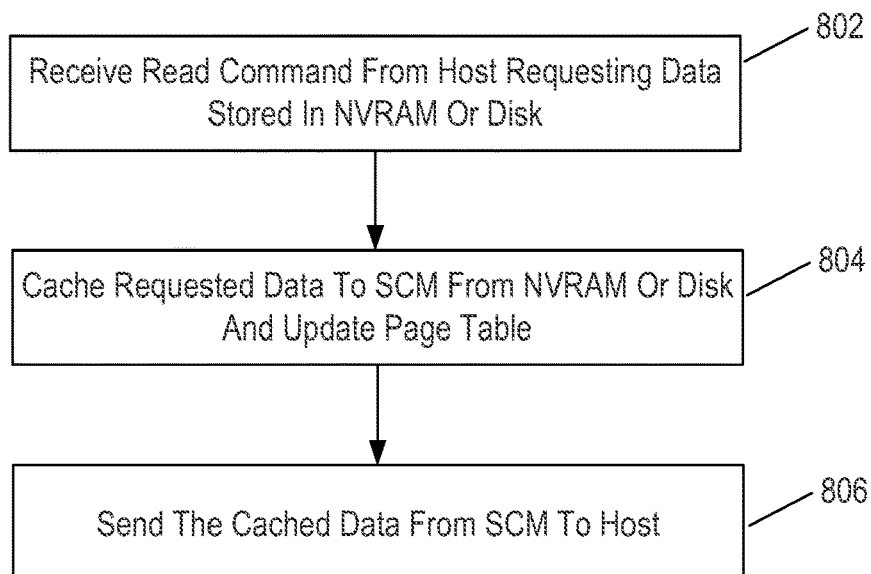 802
Receive Read Command From Host Requesting Data
Stored In NVRAM Or Disk
804
Cache Requested Data To SCM From NVRAM Or Disk
And Update Page Table
806
Send The Cached Data From SCM To Host